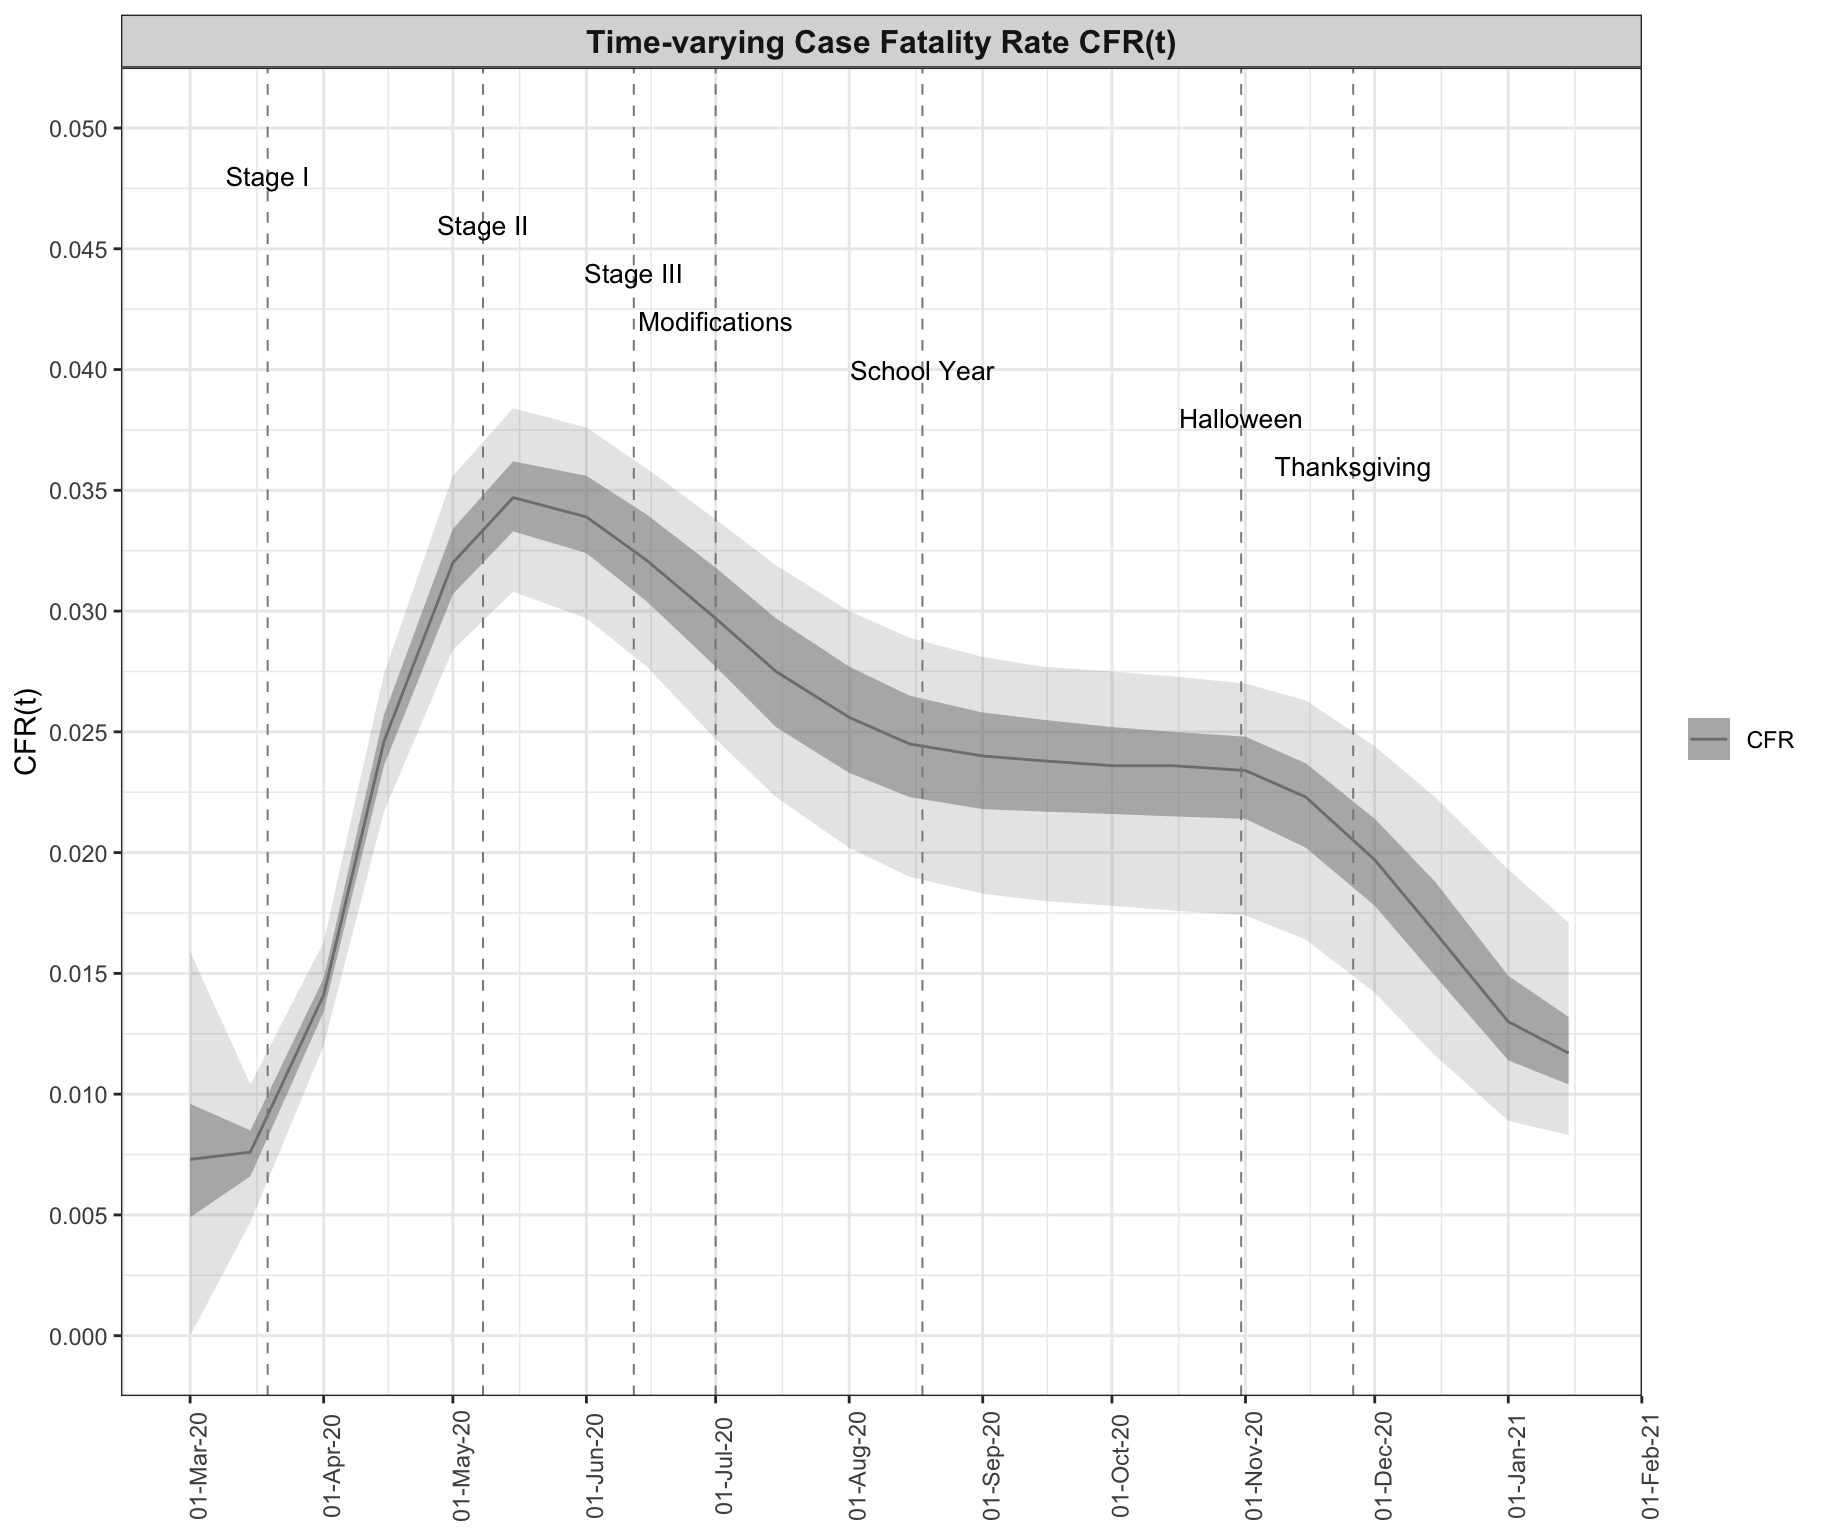 Time-varying Case Fatality Rate CFR(t)
0.050
Stage I
Stage II
0.045
Stage III
Modifications
0.040
School Year
Halloween
Thanksgiving
0.035
0.030
0.025
CFR(t)
CFR
0.020
0.015
0.010
0.005
0.000
01-Mar-20
01-Apr-20
01-May-20
01-Jun-20
01-Jul-20
01-Aug-20
01-Sep-20
01-Oct-20
01-Nov-20
01-Dec-20
01-Jan-21
01-Feb-21